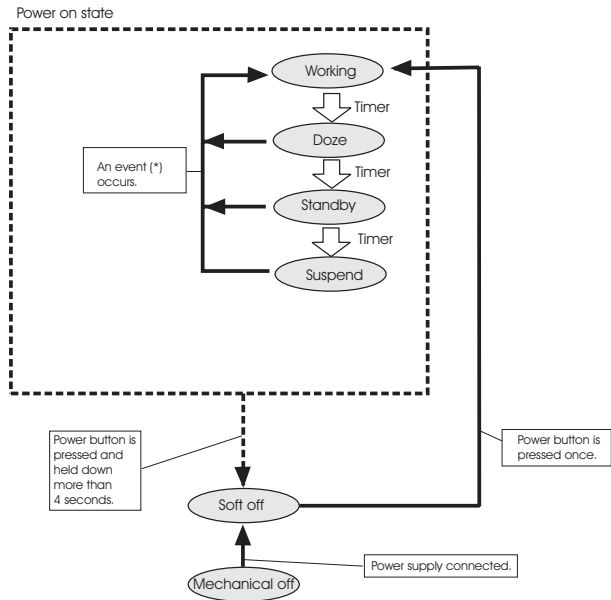 Power on state
Working
Timer
Doze
An event (*)
occurs.
Timer
Standby
Timer
Suspend
Power button is
pressed and
held down
more than
4 seconds.
Power button is
pressed once.
Soft off
Power supply connected.
Mechanical off